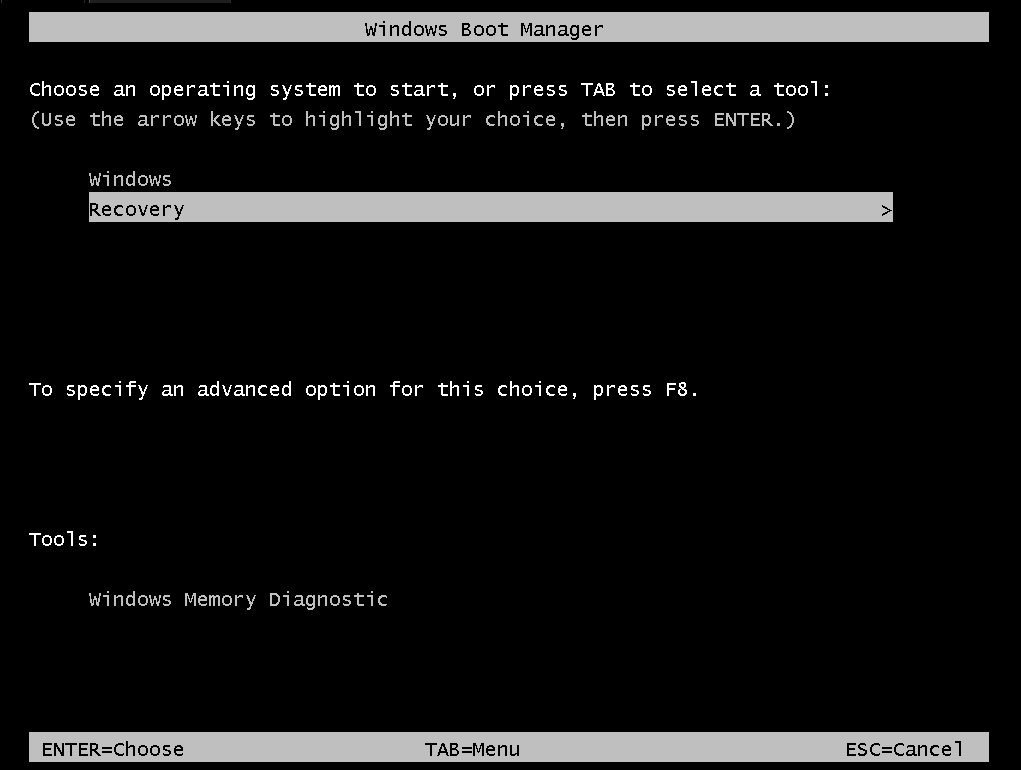 Windows Boot Manager
Choose an operating system to start, or press TAB to select a tool:
(Use the arrow keys to highlight your choice, then press ENTER.)
Windows
Recovery >
To specify an advanced option for this choice, press F8.
Tools:
Windows Memory Diagnostic
ENTER=Choose TAB=Menu ESC=Cancel